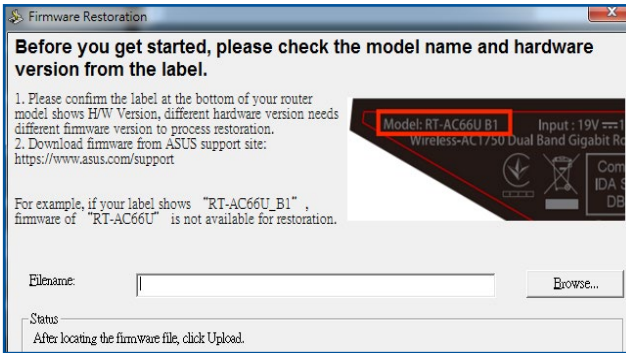 Firmware Restoration
Before you get started, please check the model name and hardware
version from the label.
1. Please confirm the label at the bottom of your router
model shows H/W Version, different hardware version needs
different firmware version to process restoration.
2. Download firmware from ASUS support site:
https://www.asus.com/support
For example, if your label shows “RT-AC66U_B1”,
firmware of “RT-AC66U” is not available for restoration.
Model: RT-AC66U B1 Input : 19V
Wireless-AC1750 Dual Band Gigabit Ro
Com
IDA S
DB
Filename:
Browse...
Status
After locating the firmware file, click Upload.